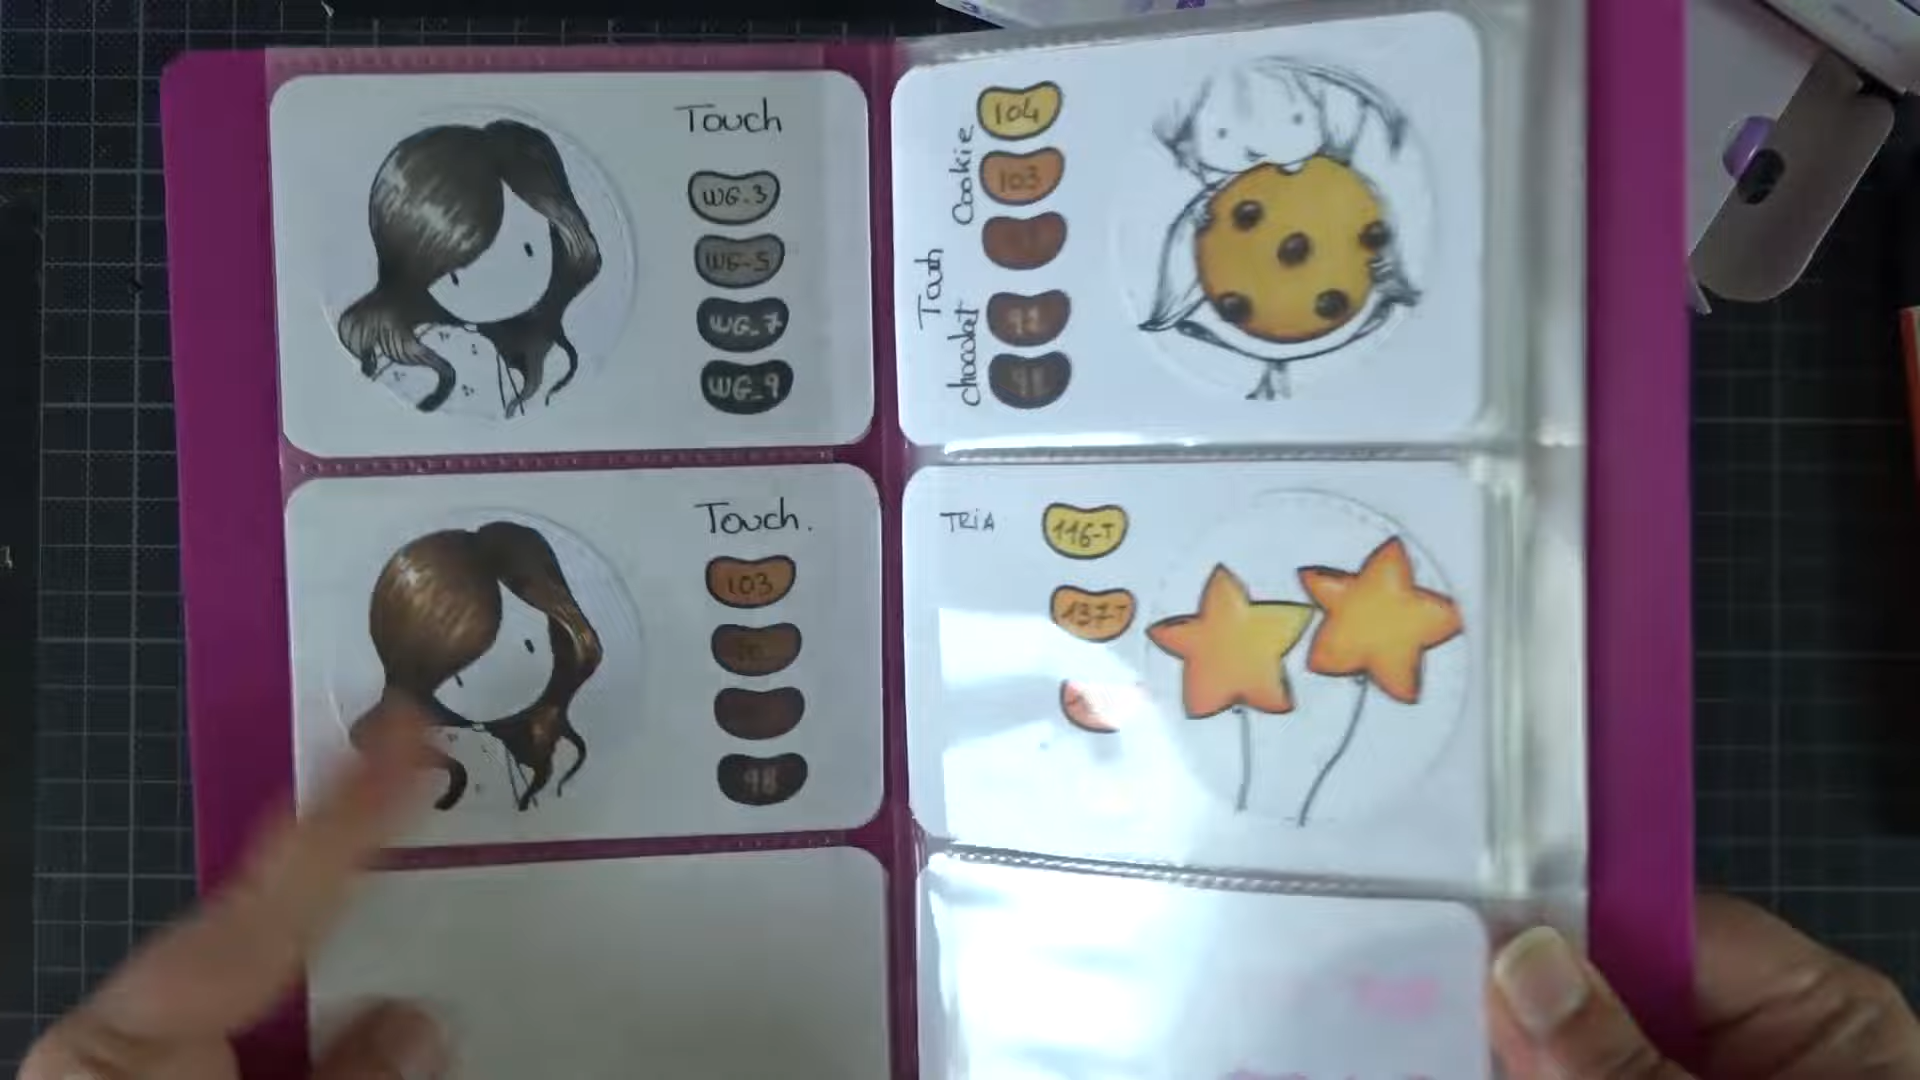 Touch
WG.3
WG-5
WG-7
WG-9
Touch.
103
98
Cookie
104
103
Touch
chocolat
92
98
TRIA
116-T
137-T